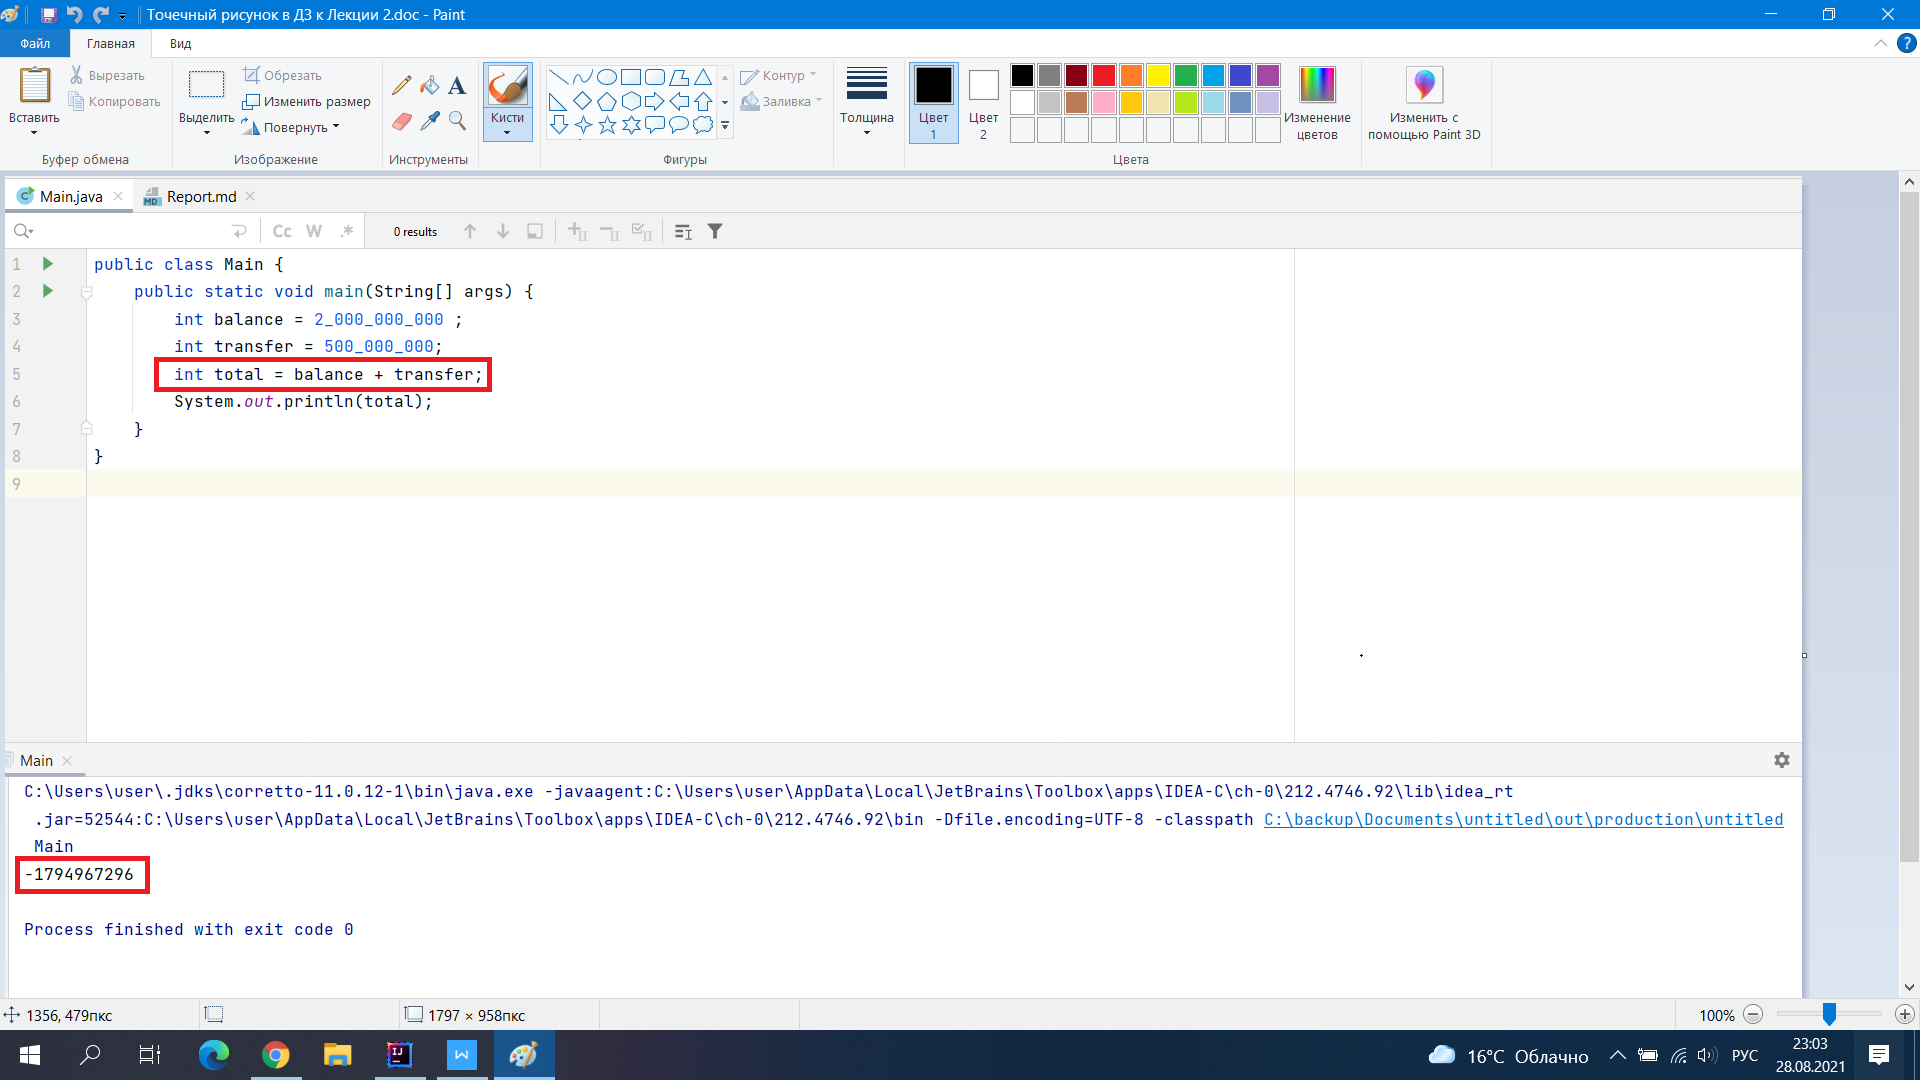 Точечный рисунок в ДЗ к Лекции 2.doc - Paint
Файл Главная Вид
Вставить
Вырезать
Копировать
Буфер обмена
Выделить
Обрезать
Изменить размер
Повернуть
Изображение
A
Инструменты
Кисти
Фигуры
Контур
Заливка
Толщина
Цвет
1
Цвет
2
Цвета
Изменение
цветов
Изменить с
помощью Paint 3D
Main.java Report.md
Cc W .* 0 results
1 public class Main {
2 public static void main(String[] args) {
3 int balance = 2_000_000_000 ;
4 int transfer = 500_000_000;
5 int total = balance + transfer;
6 System.out.println(total);
7 }
8 }
9
Main
C:\Users\user\.jdks\corretto-11.0.12-1\bin\java.exe -javaagent:C:\Users\user\AppData\Local\JetBrains\Toolbox\apps\IDEA-C\ch-0\212.4746.92\lib\idea_rt
.jar=52544:C:\Users\user\AppData\Local\JetBrains\Toolbox\apps\IDEA-C\ch-0\212.4746.92\bin -Dfile.encoding=UTF-8 -classpath C:\backup\Documents\untitled\out\production\untitled
Main
-1794967296
Process finished with exit code 0
1356, 479пкс 1797 × 958пкс 100%
16°C Облачно РУС 23:03
28.08.2021